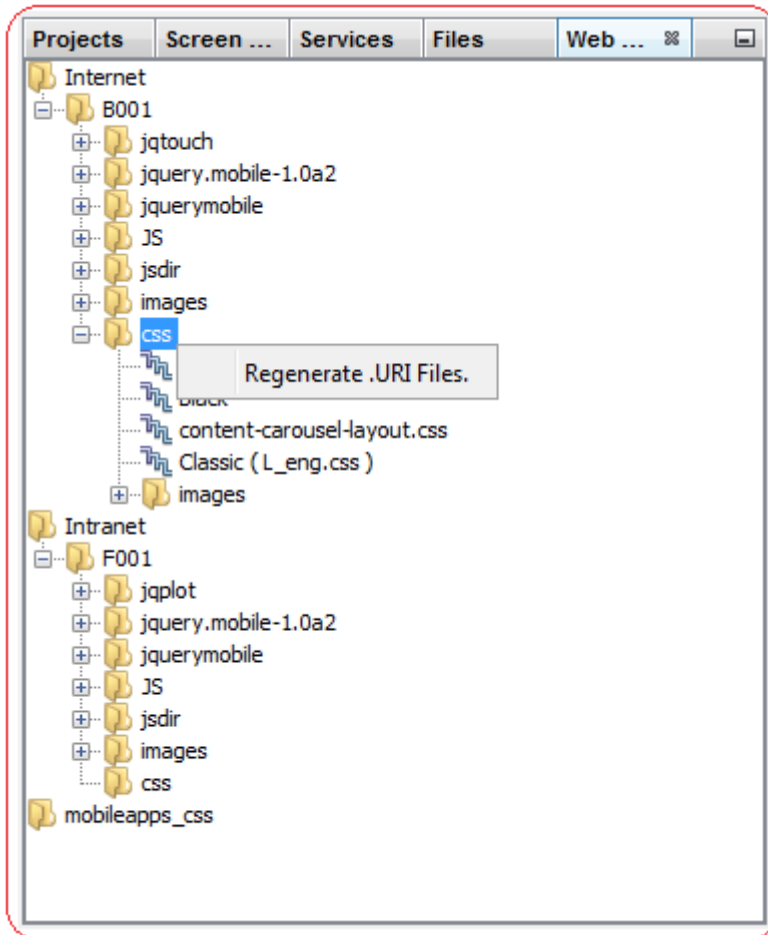 Projects Screen ... Services Files Web ...
Internet
B001
jqtouch
jquery.mobile-1.0a2
jquerymobile
JS
jsdir
images
css
Regenerate .URI Files.
content-carousel-layout.css
Classic ( L_eng.css )
images
Intranet
F001
jqplot
jquery.mobile-1.0a2
jquerymobile
JS
jsdir
images
css
mobileapps_css